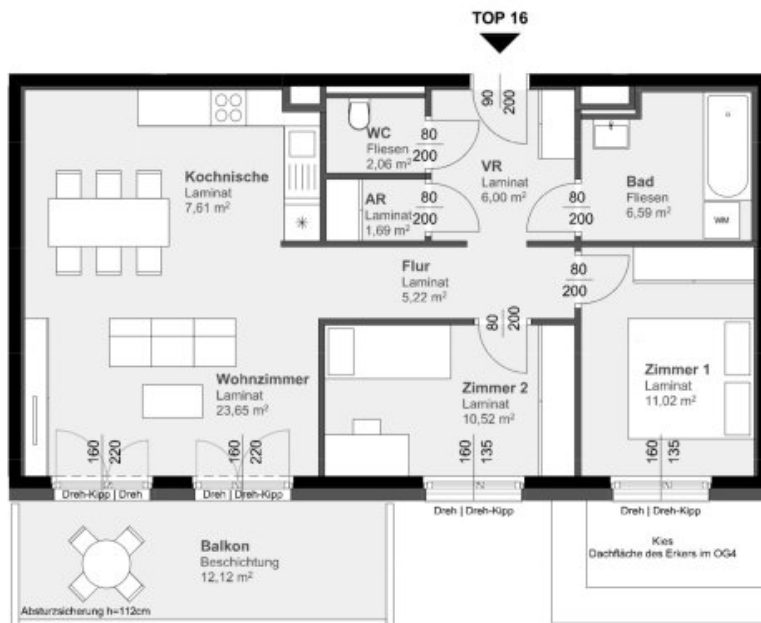 TOP 16
90
200
WC
Fliesen
2,06 m²
80
200
VR
Laminat
6,00 m²
Kochnische
Laminat
7,61 m²
AR
Laminat
1,69 m²
80
200
80
200
Bad
Fliesen
6,59 m²
WM
Flur
Laminat
5,22 m²
80
200
80
200
Wohnzimmer
Laminat
23,65 m²
Zimmer 2
Laminat
10,52 m²
Zimmer 1
Laminat
11,02 m²
160
220
160
220
160
135
160
135
Dreh-Kipp | Dreh
Dreh | Dreh-Kipp
Dreh | Dreh-Kipp
Dreh | Dreh-Kipp
Balkon
Beschichtung
12,12 m²
Kies
Dachfläche des Erkers im OG4
Absturzsicherung h=112cm